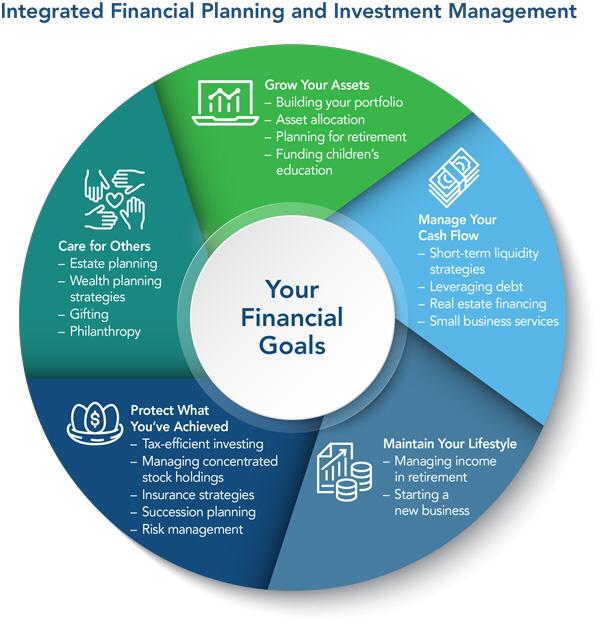 Integrated Financial Planning and Investment Management
Grow Your Assets
– Building your portfolio
– Asset allocation
– Planning for retirement
– Funding children's
education
Manage Your
Cash Flow
– Short-term liquidity
strategies
– Leveraging debt
– Real estate financing
– Small business services
Maintain Your Lifestyle
– Managing income
in retirement
– Starting a
new business
Protect What
You've Achieved
– Tax-efficient investing
– Managing concentrated
stock holdings
– Insurance strategies
– Succession planning
– Risk management
Care for Others
– Estate planning
– Wealth planning
strategies
– Gifting
– Philanthropy
Your
Financial
Goals
$